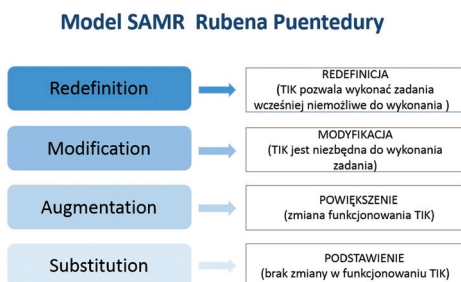 Model SAMR Rubena Puentedury
Redefinition
REDEFINICJA
(TIK pozwala wykonać zadania
wcześniej niemożliwe do wykonania )
Modification
MODYFIKACJA
(TIK jest niezbędna do wykonania
zadania)
Augmentation
POWIĘKSZENIE
(zmiana funkcjonowania TIK)
Substitution
PODSTAWIENIE
(brak zmiany w funkcjonowaniu TIK)